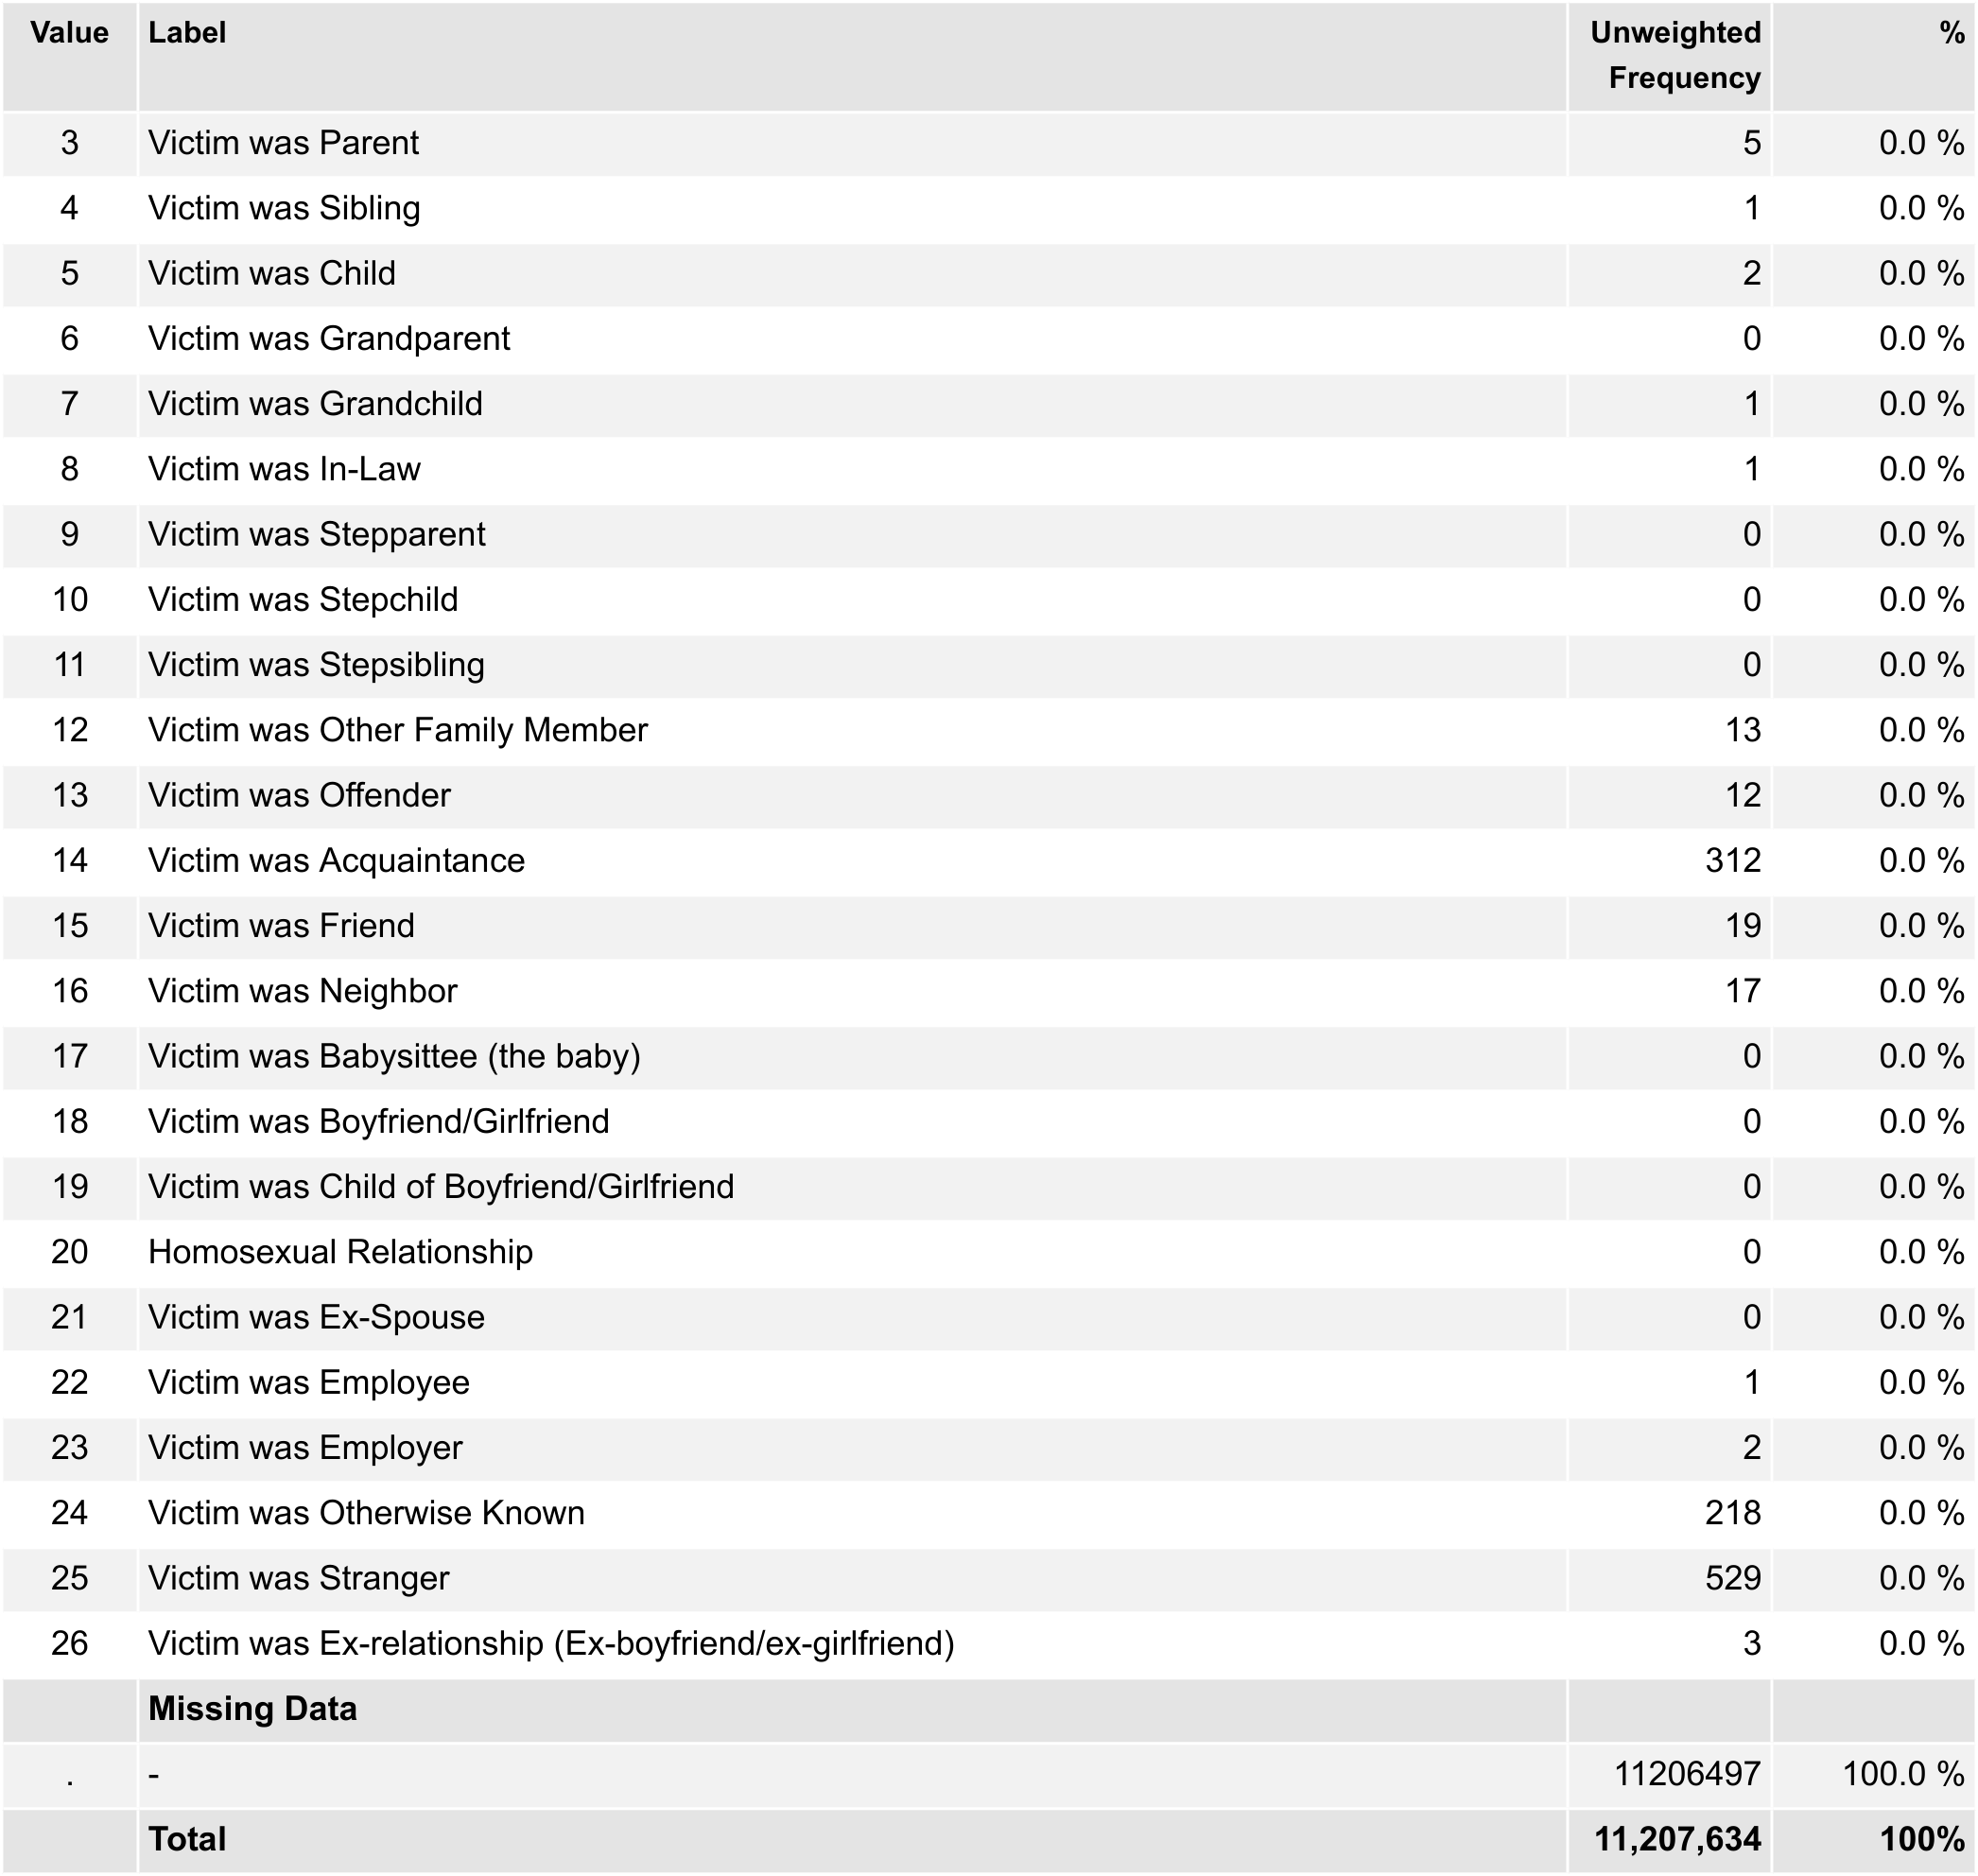 Value Label Unweighted Frequency %
3 Victim was Parent 5 0.0 %
4 Victim was Sibling 1 0.0 %
5 Victim was Child 2 0.0 %
6 Victim was Grandparent 0 0.0 %
7 Victim was Grandchild 1 0.0 %
8 Victim was In-Law 1 0.0 %
9 Victim was Stepparent 0 0.0 %
10 Victim was Stepchild 0 0.0 %
11 Victim was Stepsibling 0 0.0 %
12 Victim was Other Family Member 13 0.0 %
13 Victim was Offender 12 0.0 %
14 Victim was Acquaintance 312 0.0 %
15 Victim was Friend 19 0.0 %
16 Victim was Neighbor 17 0.0 %
17 Victim was Babysittee (the baby) 0 0.0 %
18 Victim was Boyfriend/Girlfriend 0 0.0 %
19 Victim was Child of Boyfriend/Girlfriend 0 0.0 %
20 Homosexual Relationship 0 0.0 %
21 Victim was Ex-Spouse 0 0.0 %
22 Victim was Employee 1 0.0 %
23 Victim was Employer 2 0.0 %
24 Victim was Otherwise Known 218 0.0 %
25 Victim was Stranger 529 0.0 %
26 Victim was Ex-relationship (Ex-boyfriend/ex-girlfriend) 3 0.0 %
Missing Data
. - 11206497 100.0 %
Total 11,207,634 100%